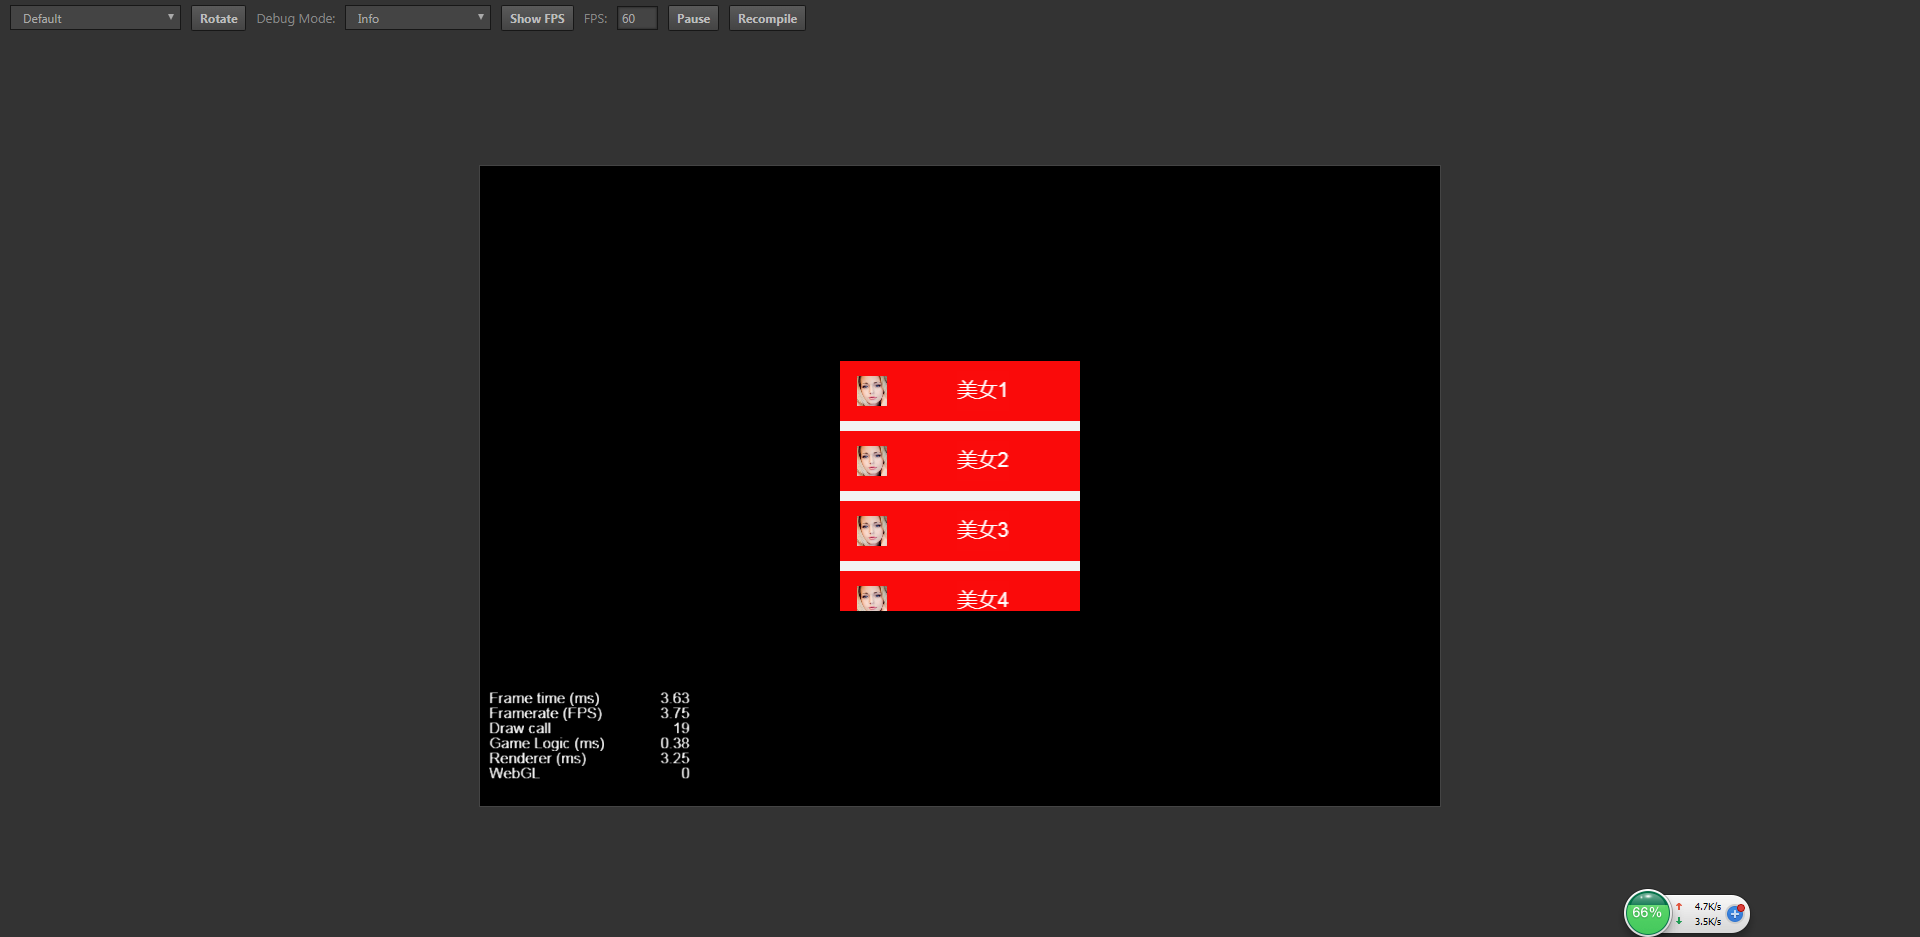 Default Rotate Debug Mode: Info Show FPS FPS: 60 Pause Recompile
美女1
美女2
美女3
美女4
Frame time (ms) 3.63
Framerate (FPS) 3.75
Draw call 19
Game Logic (ms) 0.38
Renderer (ms) 3.25
WebGL 0
66% 4.7K/s
3.5K/s